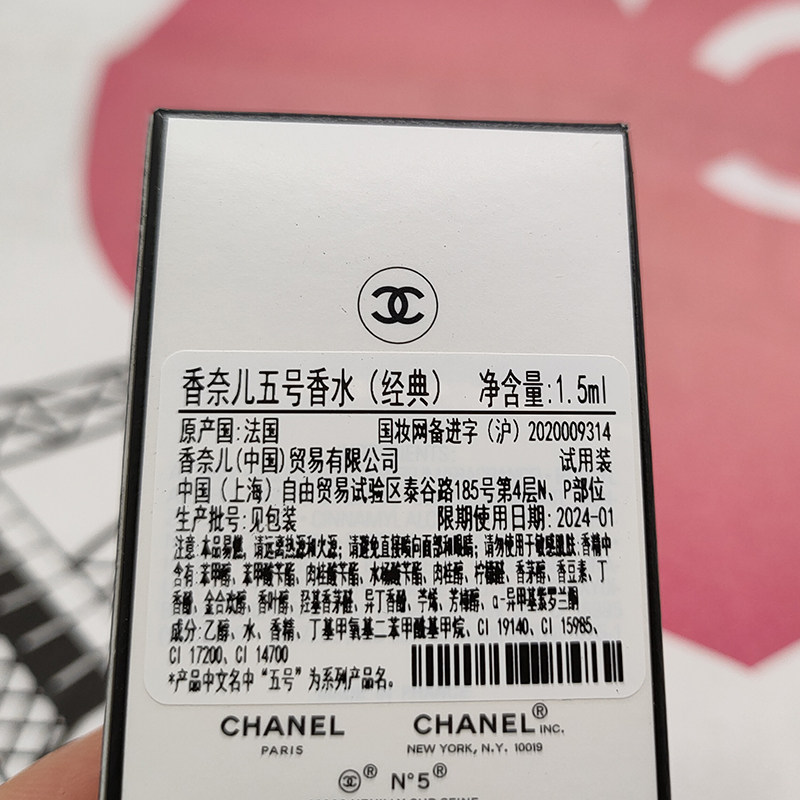 香奈儿五号香水（经典） 净含量:1.5ml
原产国:法国 国妆网备进字（沪）2020009314
香奈儿(中国)贸易有限公司 试用装
中国（上海）自由贸易试验区泰谷路185号第4层N、P部位
生产批号:见包装 限期使用日期:2024-01
注意:本品易燃，请远离热源和火源；请避免直接喷向面部和眼睛；请勿使用于敏感肌肤;香精中
含有:苯甲醇、苯甲酸苄酯、肉桂酸苄酯、水杨酸苄酯、肉桂醇、柠檬醛、香茅醇、香豆素、丁
香酚、金合欢醇、香叶醇、羟基香茅醛、异丁香酚、苧烯、芳樟醇、α-异甲基紫罗兰酮
成分:乙醇、水、香精、丁基甲氧基二苯甲酰基甲烷、CI 19140、CI 15985、
CI 17200、CI 14700
*产品中文名中“五号”为系列产品名。
CHANEL CHANEL® INC.
PARIS NEW YORK, N.Y. 10019
® N°5®